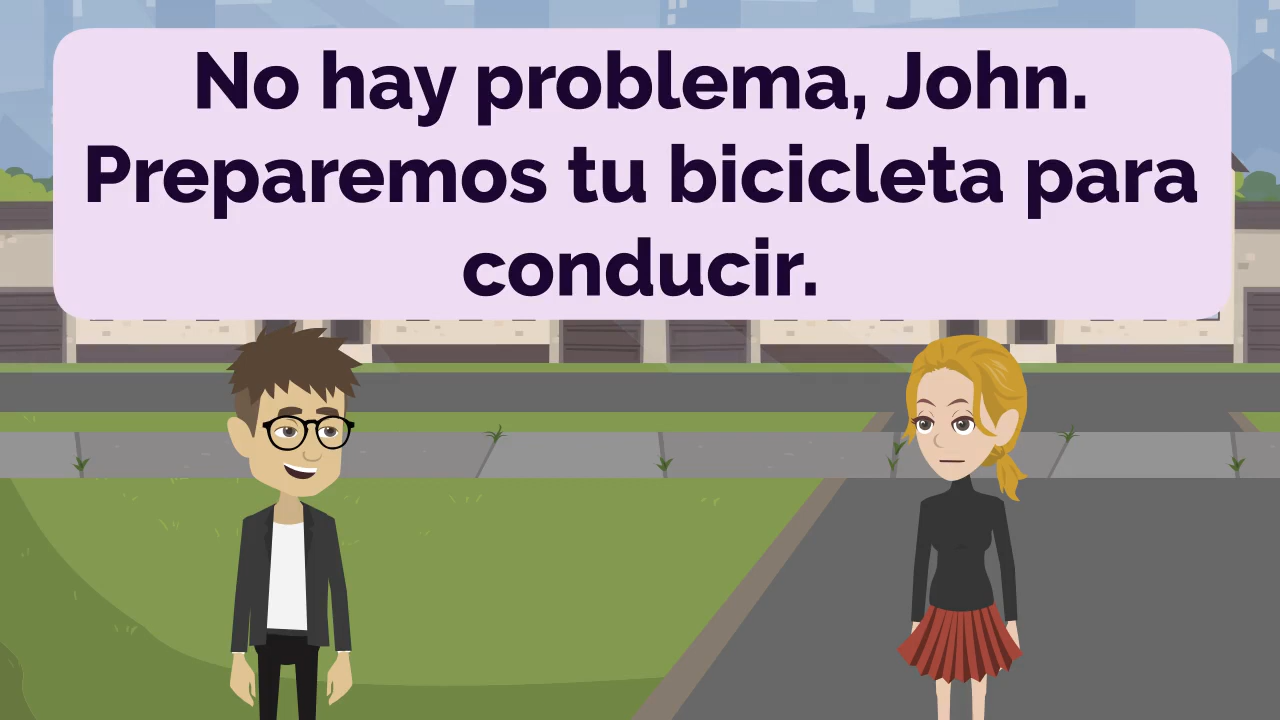 No hay problema, John.
Preparemos tu bicicleta para
conducir.